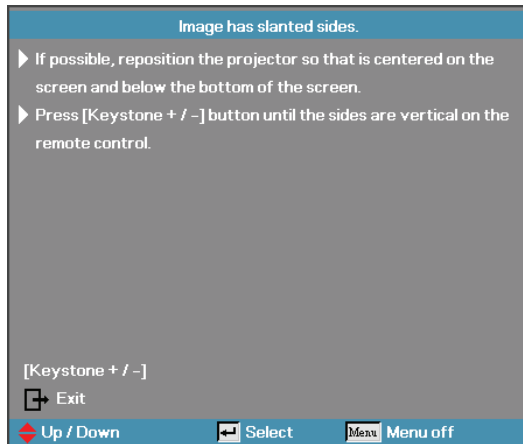 Image has slanted sides.
If possible, reposition the projector so that is centered on the
screen and below the bottom of the screen.
Press [Keystone + / -] button until the sides are vertical on the
remote control.
[Keystone + / -]
Exit
Up / Down Select Menu Menu off